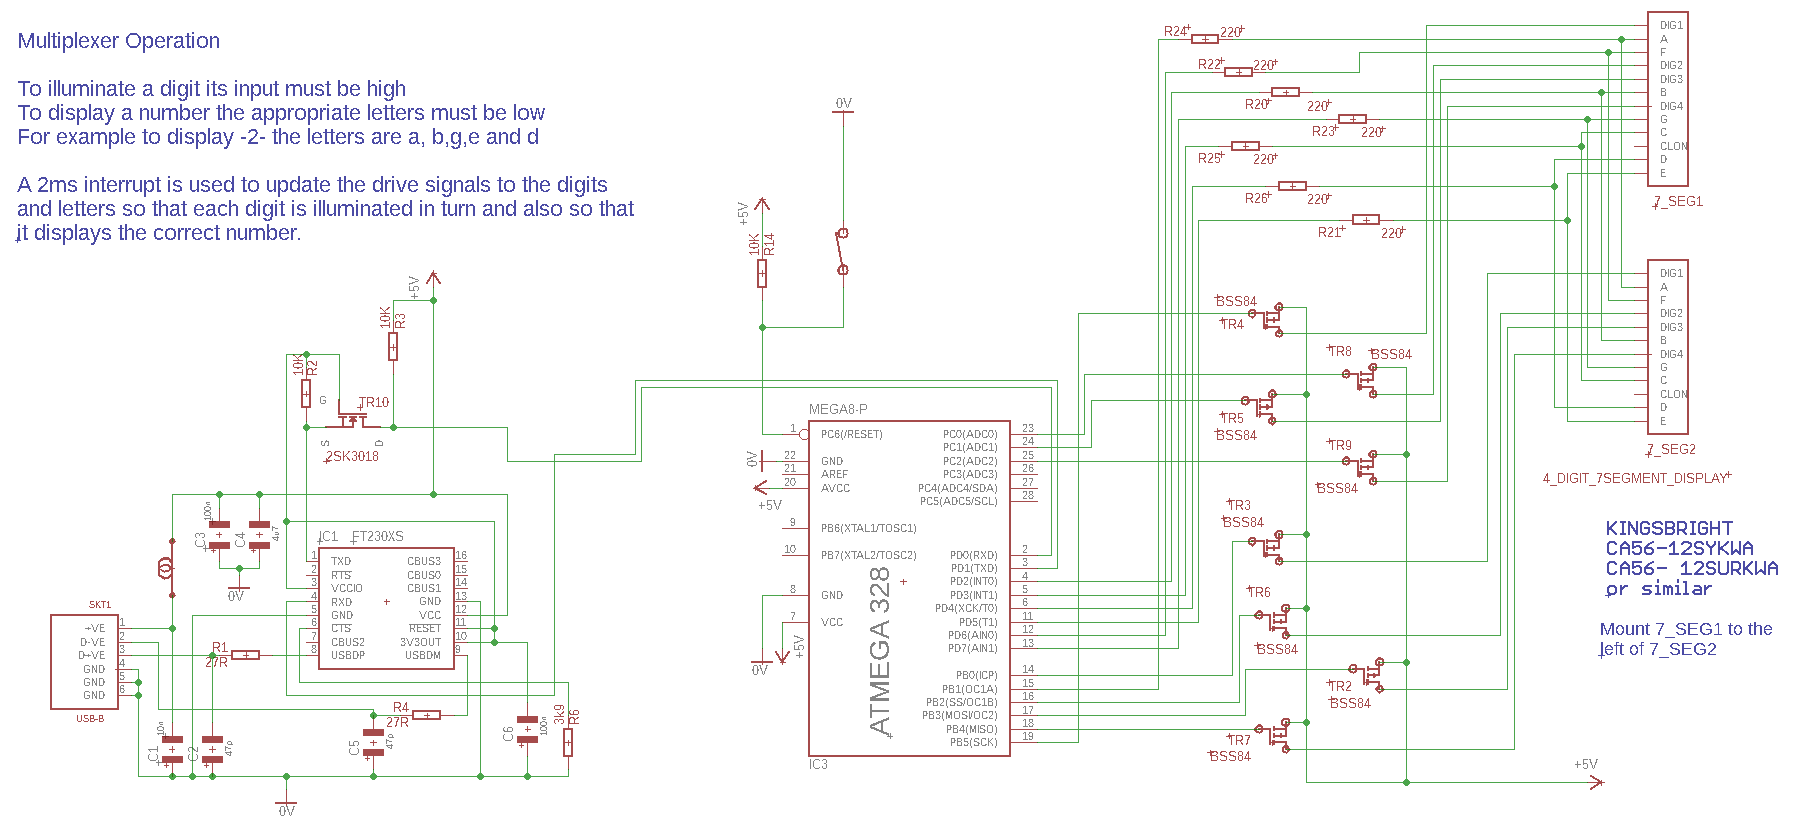 Multiplexer Operation
To illuminate a digit its input must be high
To display a number the appropriate letters must be low
For example to display -2- the letters are a, b,g,e and d
A 2ms interrupt is used to update the drive signals to the digits
and letters so that each digit is illuminated in turn and also so that
it displays the correct number.
0V
+5V
10K
R14
+5V
10K
R3
10K
R2
G
TR10
S
D
2SK3018
100n
C3
C4
4u7
0V
IC1
FT230XS
1 TXD
2 RTS
3 VCCIO
4 RXD
5 GND
6 CTS
7 CBUS2
8 USBDP
CBUS3 16
CBUS0 15
CBUS1 14
GND 13
VCC 12
RESET 11
3V3OUT 10
USBDM 9
SKT1
+VE 1
D-VE 2
D+VE 3
GND 4
GND 5
GND 6
USB-B
R1
27R
R4
27R
10n
C1
C2
47p
C5
47p
C6
100n
3k9
R6
0V
MEGA8-P
1 PC6(/RESET)
0V
22 GND
21 AREF
20 AVCC
+5V
9 PB6(XTAL1/TOSC1)
10 PB7(XTAL2/TOSC2)
8 GND
7 VCC
0V
+5V
ATMEGA 328
IC3
PC0(ADC0) 23
PC1(ADC1) 24
PC2(ADC2) 25
PC3(ADC3) 26
PC4(ADC4/SDA) 27
PC5(ADC5/SCL) 28
PD0(RXD) 2
PD1(TXD) 3
PD2(INT0) 4
PD3(INT1) 5
PD4(XCK/T0) 6
PD5(T1) 11
PD6(AIN0) 12
PD7(AIN1) 13
PB0(ICP) 14
PB1(OC1A) 15
PB2(SS/OC1B) 16
PB3(MOSI/OC2) 17
PB4(MISO) 18
PB5(SCK) 19
R24 220
R22 220
R20 220
R23 220
R25 220
R26 220
R21 220
BSS84
TR4
TR8 BSS84
TR5
BSS84
TR9
BSS84
TR3
BSS84
TR6
BSS84
TR2
BSS84
TR7
BSS84
+5V
DIG1
A
F
DIG2
DIG3
B
DIG4
G
C
CLON
D
E
7_SEG1
DIG1
A
F
DIG2
DIG3
B
DIG4
G
C
CLON
D
E
7_SEG2
4_DIGIT_7SEGMENT_DISPLAY
KINGSBRIGHT
CA56-12SYKWA
CA56- 12SURKWA
or similar
Mount 7_SEG1 to the
left of 7_SEG2